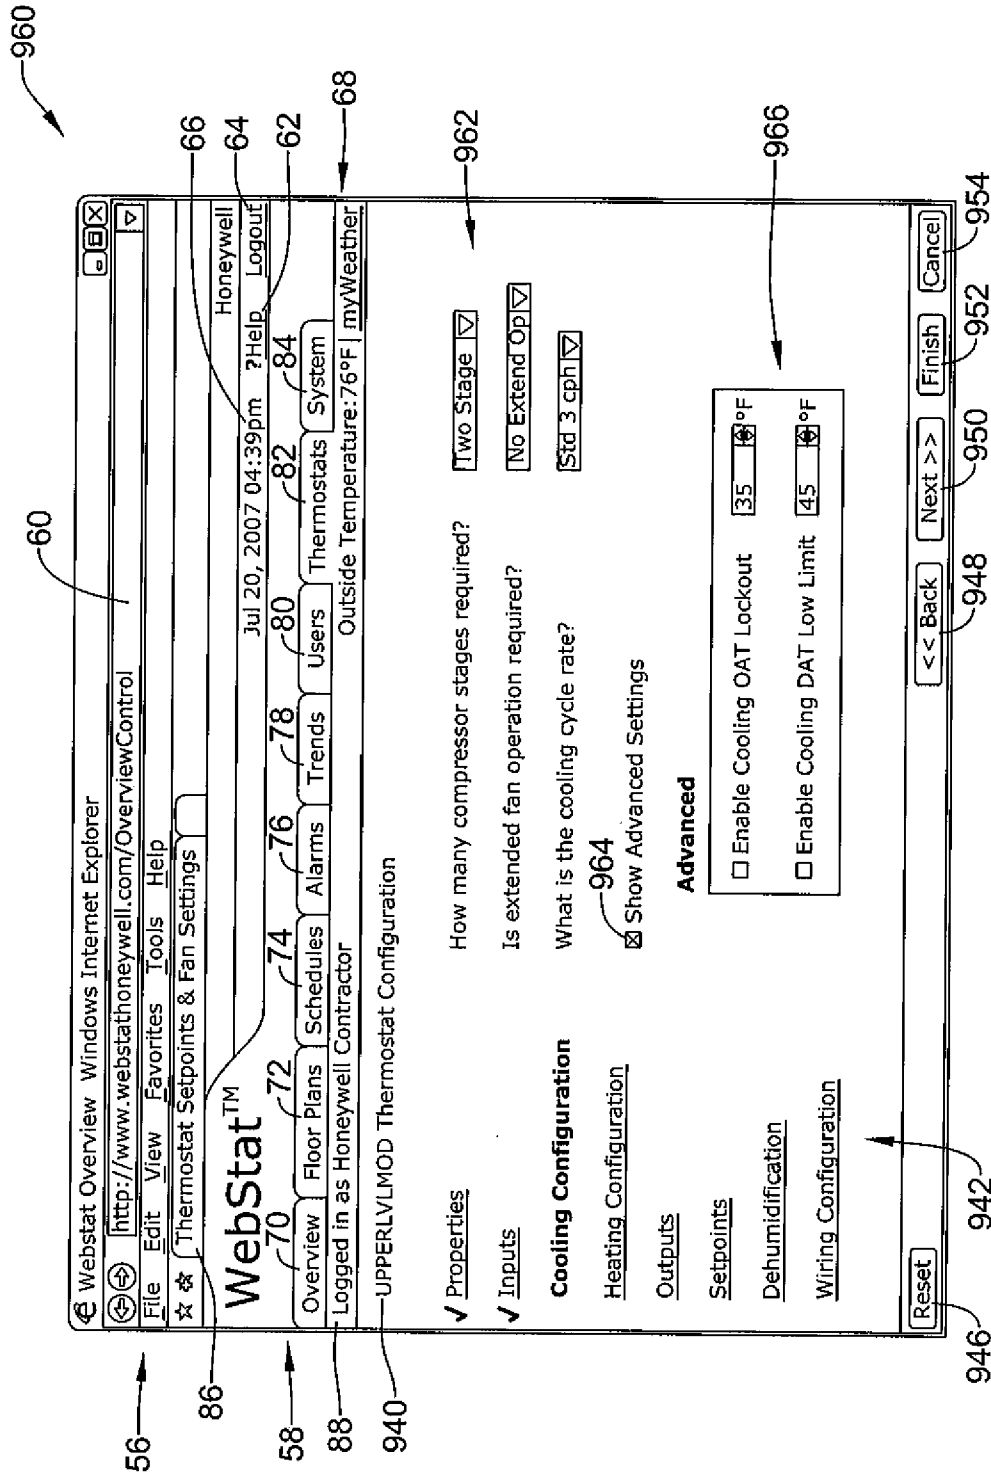 960
Webstat Overview Windows Internet Explorer
http://www.webstathoneywell.com/OverviewControl
60
56
File Edit View Favorites Tools Help
Thermostat Setpoints & Fan Settings
86
66
Honeywell
WebStat™
Jul 20, 2007 04:39pm ?Help Logout
64
62
58
70 72 74 76 78 80 82 84
Overview Floor Plans Schedules Alarms Trends Users Thermostats System
Logged in as Honeywell Contractor
Outside Temperature:76°F | myWeather
68
88
940
UPPERLVLMOD Thermostat Configuration
962
✓ Properties
✓ Inputs
Cooling Configuration
Heating Configuration
Outputs
Setpoints
Dehumidification
Wiring Configuration
942
How many compressor stages required? Two Stage
Is extended fan operation required? No Extend Op
What is the cooling cycle rate? Std 3 cph
964
☒ Show Advanced Settings
Advanced
966
☐ Enable Cooling OAT Lockout 35 °F
☐ Enable Cooling DAT Low Limit 45 °F
Reset << Back Next >> Finish Cancel
946 948 950 952 954